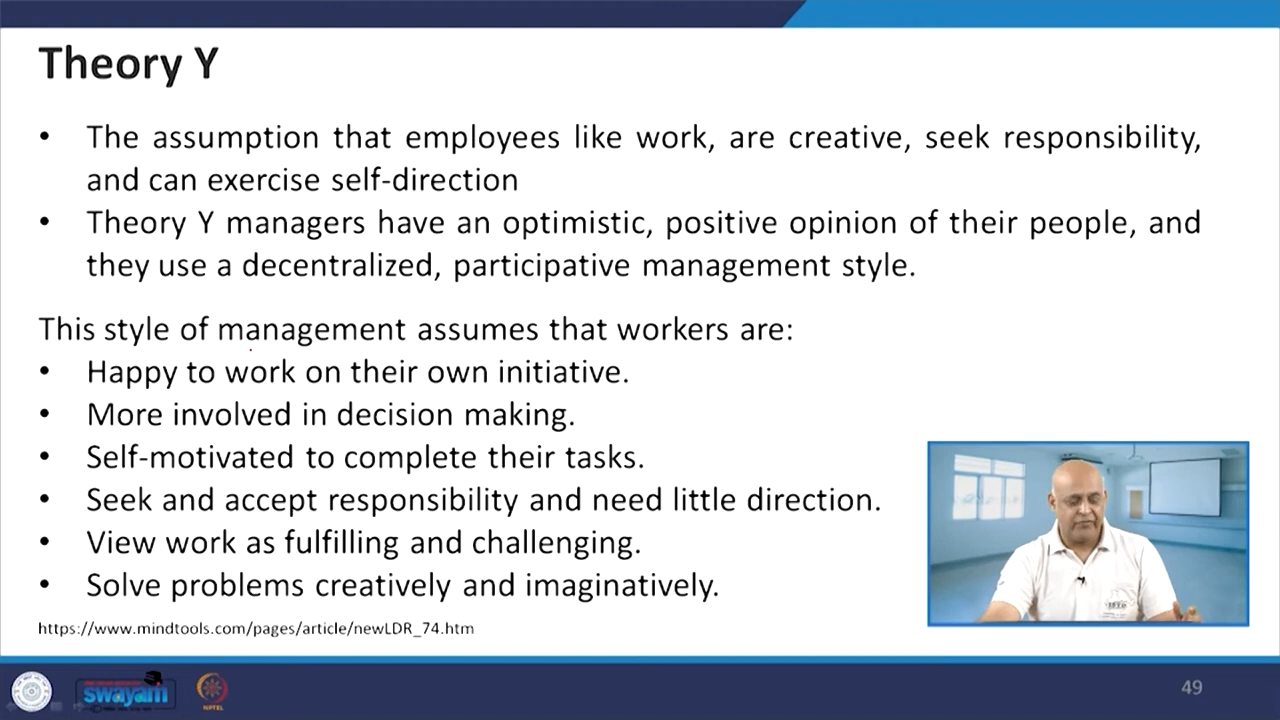 Theory Y
• The assumption that employees like work, are creative, seek responsibility,
and can exercise self-direction
• Theory Y managers have an optimistic, positive opinion of their people, and
they use a decentralized, participative management style.
This style of management assumes that workers are:
• Happy to work on their own initiative.
• More involved in decision making.
• Self-motivated to complete their tasks.
• Seek and accept responsibility and need little direction.
• View work as fulfilling and challenging.
• Solve problems creatively and imaginatively.
https://www.mindtools.com/pages/article/newLDR_74.htm
swayam
NPTEL
49